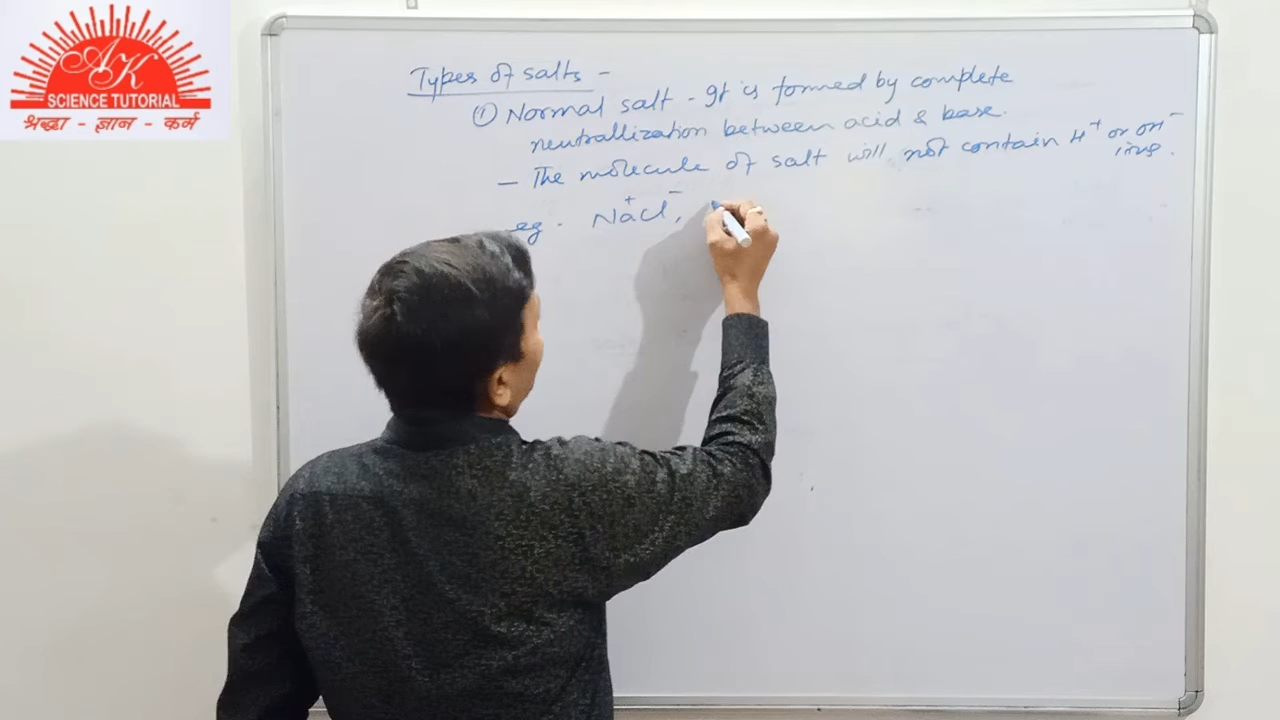 AK
SCIENCE TUTORIAL
श्रद्धा - ज्ञान - कर्म
Types of salts -
① Normal salt - It is formed by complete
neutrallization between acid & base.
- The molecule of salt will not contain H⁺ or OH⁻
ions.
eg. Na⁺Cl⁻,